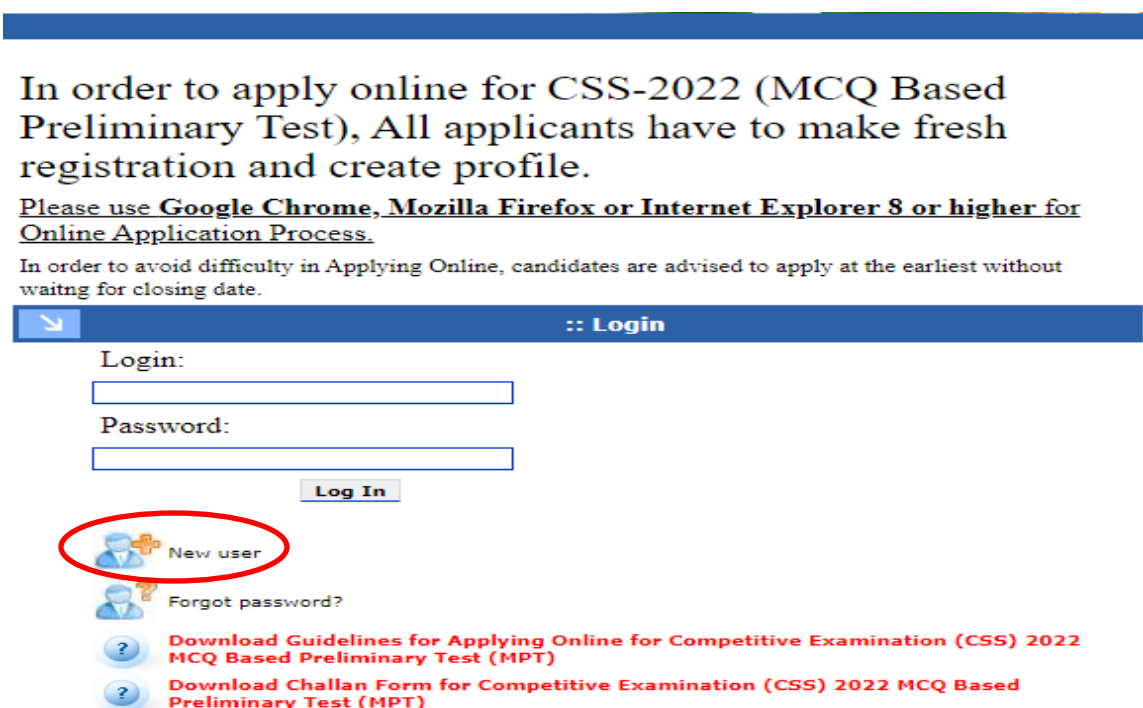 In order to apply online for CSS-2022 (MCQ Based
Preliminary Test), All applicants have to make fresh
registration and create profile.
Please use Google Chrome, Mozilla Firefox or Internet Explorer 8 or higher for
Online Application Process.
In order to avoid difficulty in Applying Online, candidates are advised to apply at the earliest without
waitng for closing date.
:: Login
Login:
Password:
Log In
New user
Forgot password?
Download Guidelines for Applying Online for Competitive Examination (CSS) 2022
MCQ Based Preliminary Test (MPT)
Download Challan Form for Competitive Examination (CSS) 2022 MCQ Based
Preliminary Test (MPT)